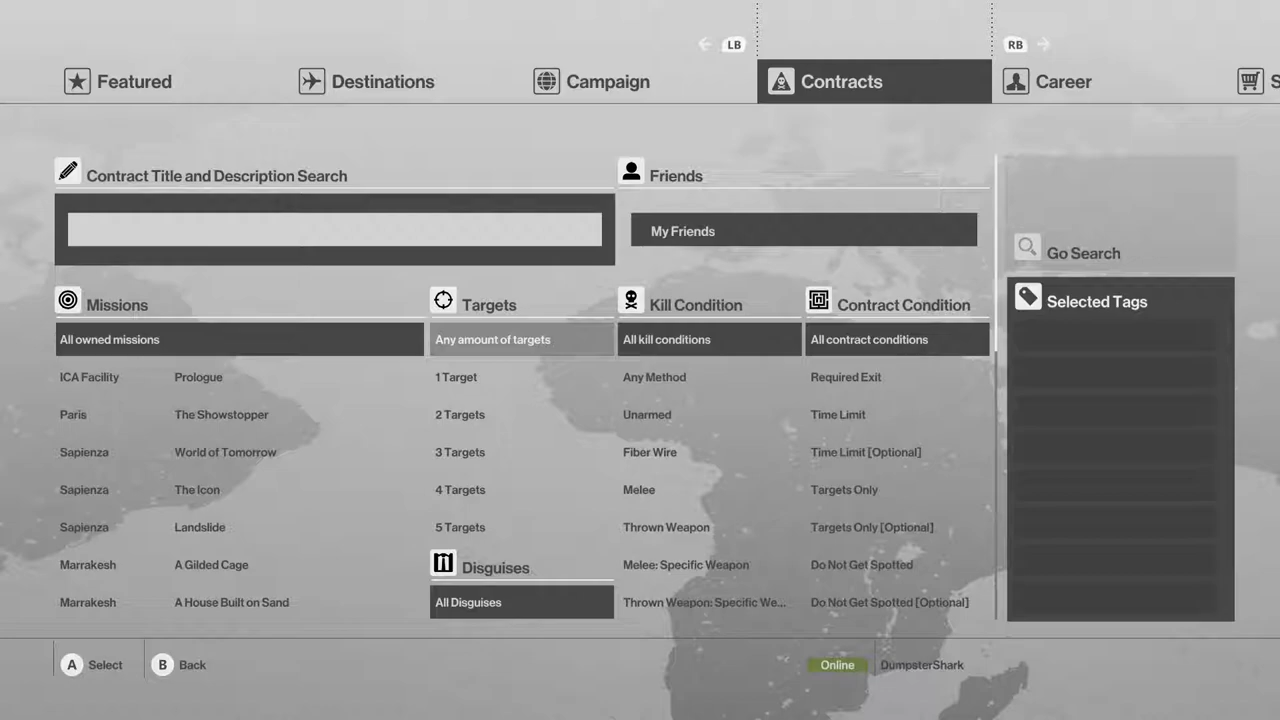 LB
RB
Featured
Destinations
Campaign
Contracts
Career
S
Contract Title and Description Search
Friends
My Friends
Go Search
Missions
Targets
Kill Condition
Contract Condition
Selected Tags
All owned missions
Any amount of targets
All kill conditions
All contract conditions
ICA Facility Prologue
1 Target
Any Method
Required Exit
Paris The Showstopper
2 Targets
Unarmed
Time Limit
Sapienza World of Tomorrow
3 Targets
Fiber Wire
Time Limit [Optional]
Sapienza The Icon
4 Targets
Melee
Targets Only
Sapienza Landslide
5 Targets
Thrown Weapon
Targets Only [Optional]
Marrakesh A Gilded Cage
Disguises
Melee: Specific Weapon
Do Not Get Spotted
Marrakesh A House Built on Sand
All Disguises
Thrown Weapon: Specific We...
Do Not Get Spotted [Optional]
A Select
B Back
Online
DumpsterShark